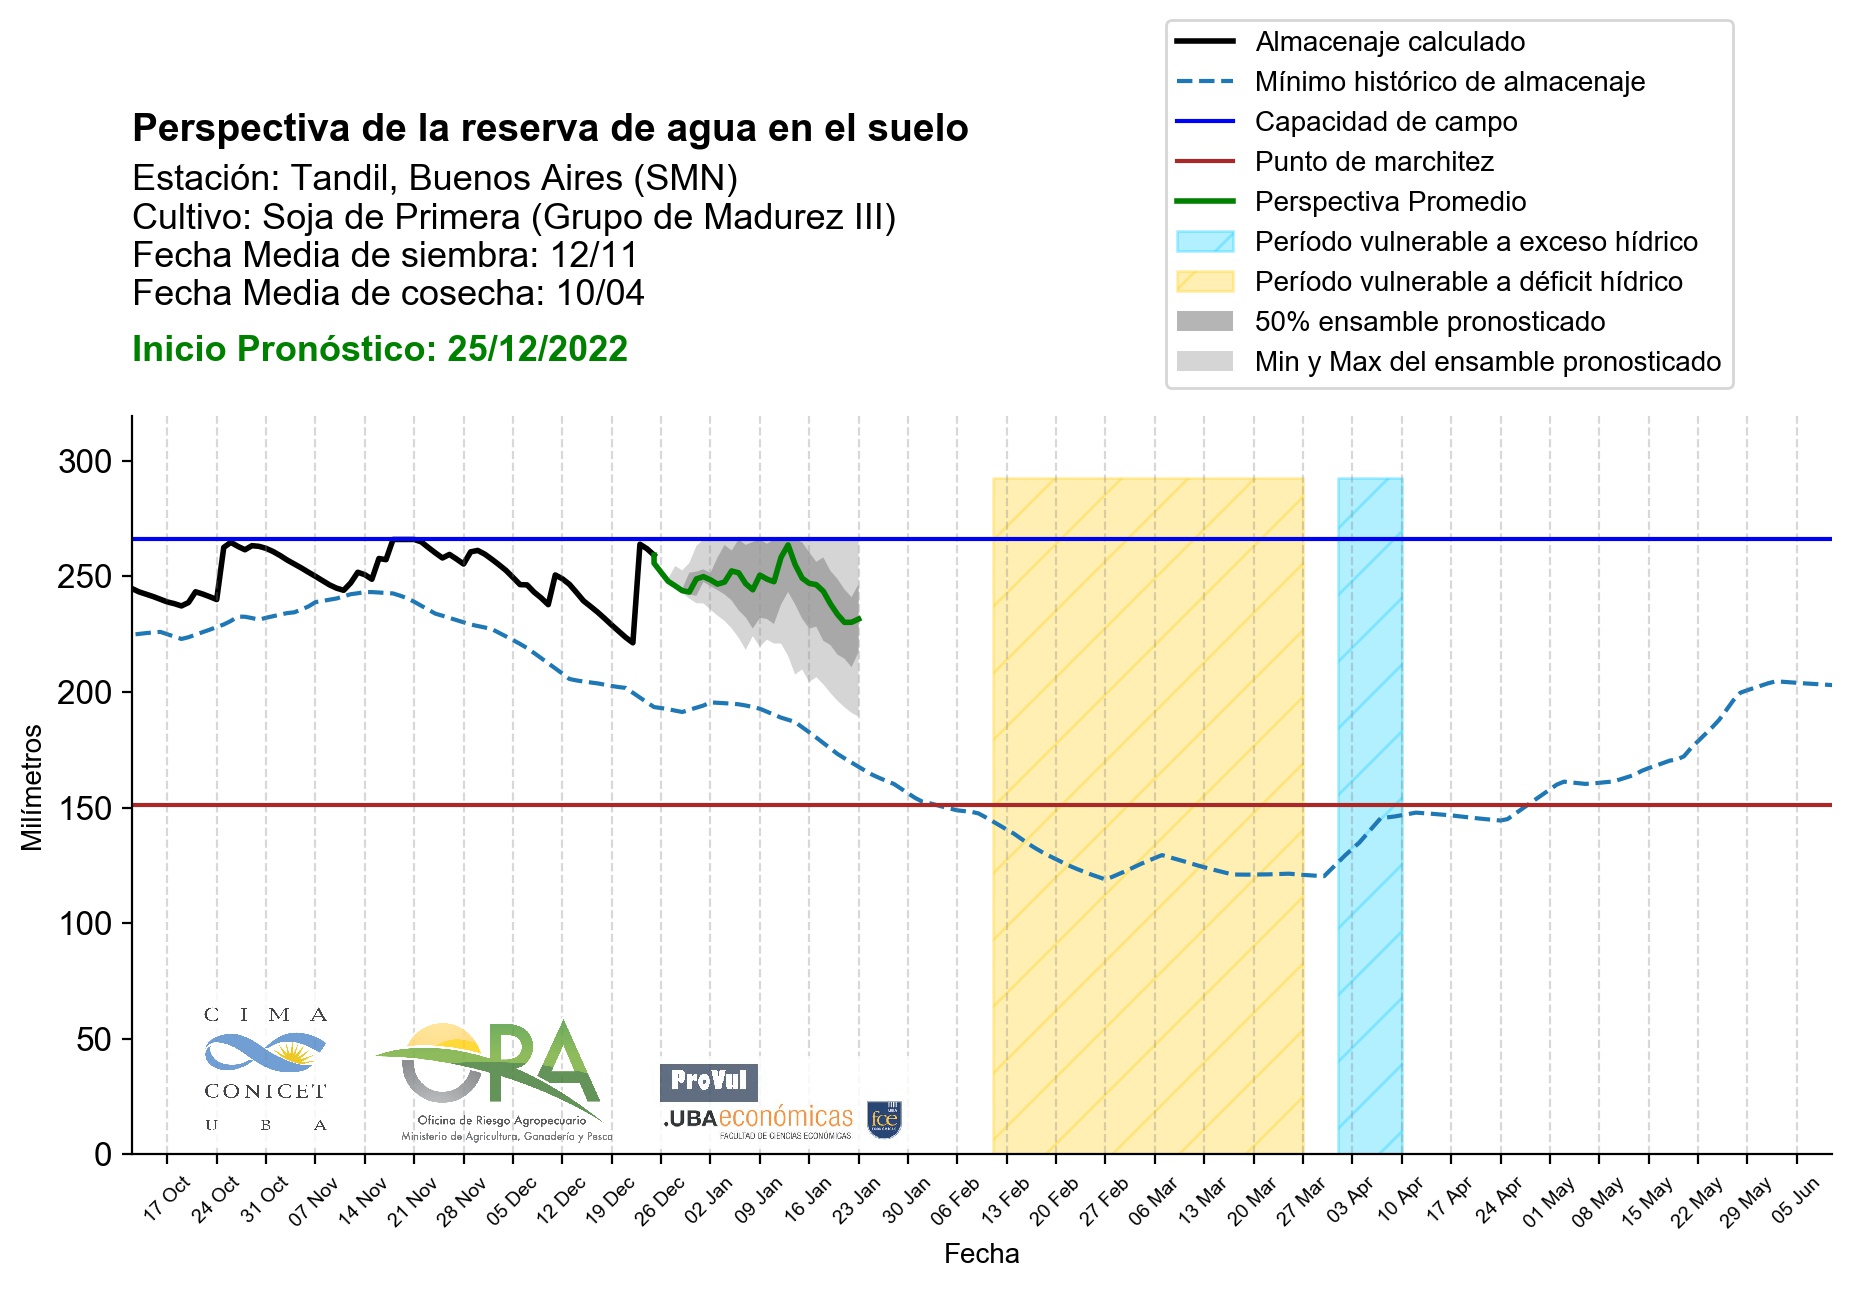 Almacenaje calculado
Mínimo histórico de almacenaje
Capacidad de campo
Punto de marchitez
Perspectiva Promedio
Período vulnerable a exceso hídrico
Período vulnerable a déficit hídrico
50% ensamble pronosticado
Min y Max del ensamble pronosticado
Perspectiva de la reserva de agua en el suelo
Estación: Tandil, Buenos Aires (SMN)
Cultivo: Soja de Primera (Grupo de Madurez III)
Fecha Media de siembra: 12/11
Fecha Media de cosecha: 10/04
Inicio Pronóstico: 25/12/2022
300
250
200
150
100
50
0
Milímetros
CIMA
CONICET
UBA
ORA
Oficina de Riesgo Agropecuario
Ministerio de Agricultura, Ganadería y Pesca
ProVul
.UBAeconómicas
FACULTAD DE CIENCIAS ECONÓMICAS
UBA
fce
ECONÓMICAS
17 Oct
24 Oct
31 Oct
07 Nov
14 Nov
21 Nov
28 Nov
05 Dec
12 Dec
19 Dec
26 Dec
02 Jan
09 Jan
16 Jan
23 Jan
30 Jan
06 Feb
13 Feb
20 Feb
27 Feb
06 Mar
13 Mar
20 Mar
27 Mar
03 Apr
10 Apr
17 Apr
24 Apr
01 May
08 May
15 May
22 May
29 May
05 Jun
Fecha